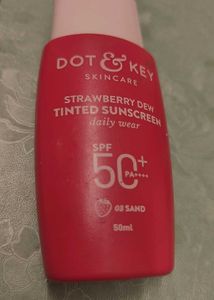 DOT & KEY
SKINCARE
STRAWBERRY DEW
TINTED SUNSCREEN
daily wear
SPF
50+
PA++++
03 SAND
50ml